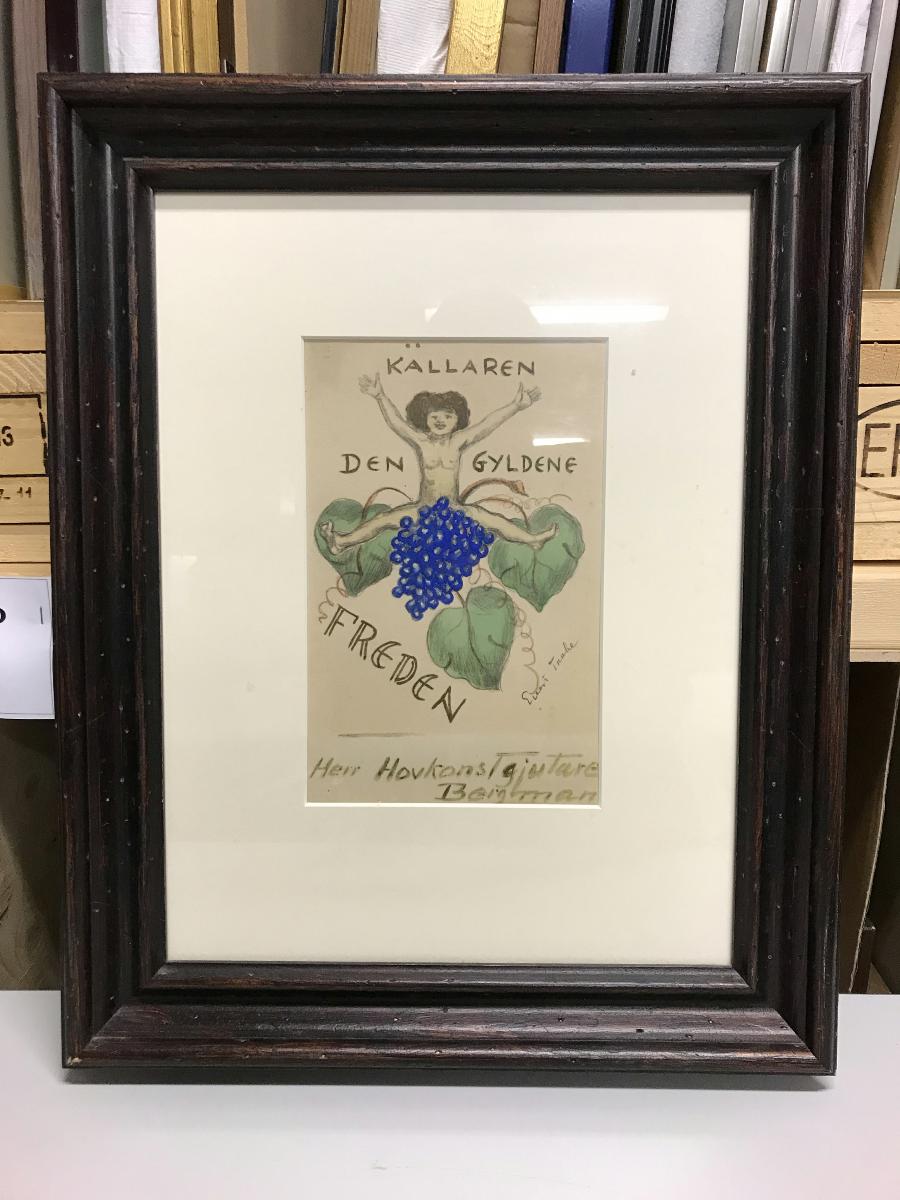 KÄLLAREN
DEN GYLDENE
FREDEN
Herr Hovkonstgjutare
Bergman